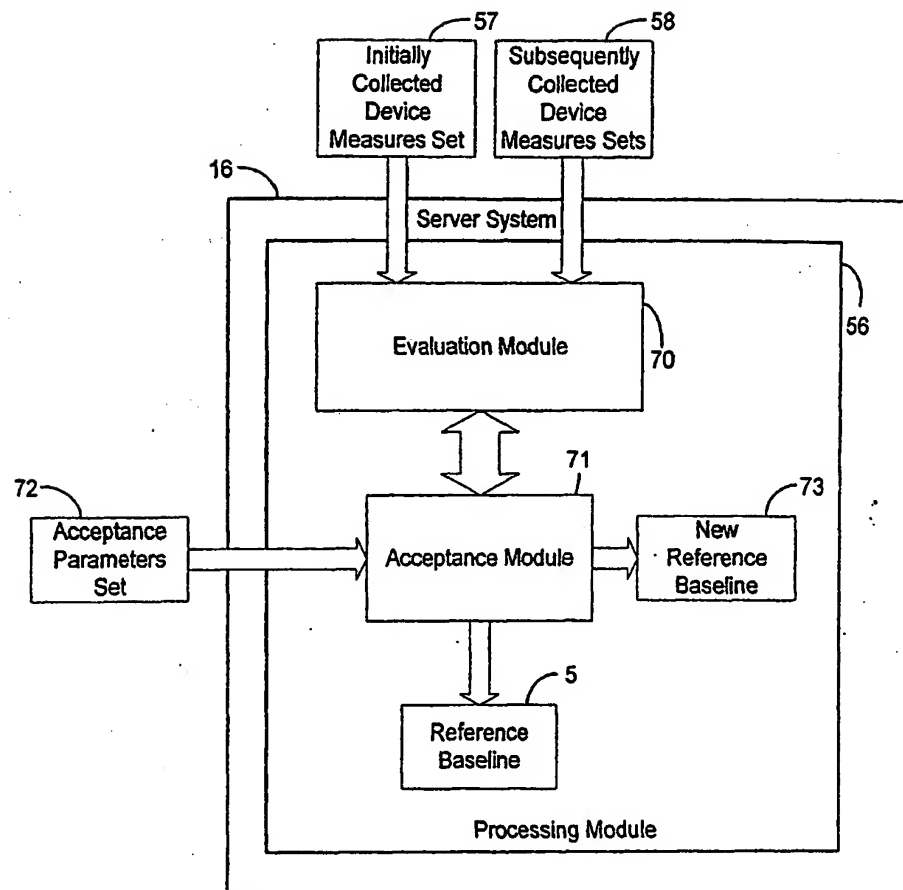 57
58
Initially
Collected
Device
Measures Set
Subsequently
Collected
Device
Measures Sets
16
Server System
56
Evaluation Module
70
71
72
73
Acceptance
Parameters
Set
Acceptance Module
New
Reference
Baseline
5
Reference
Baseline
Processing Module